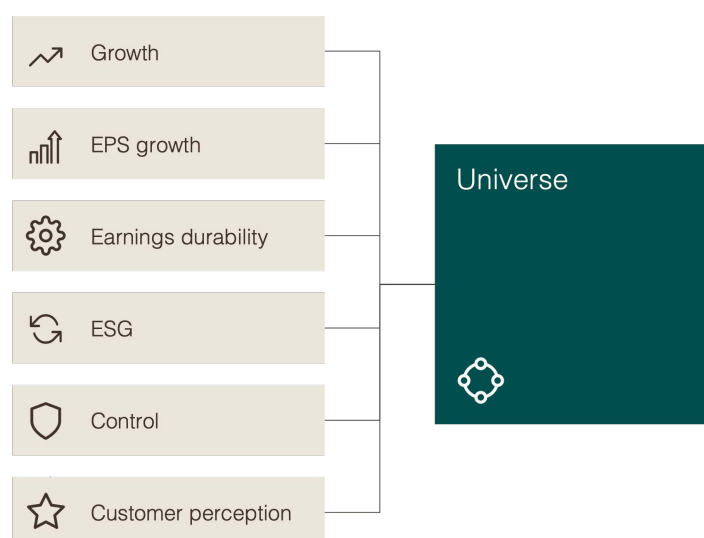 Growth
EPS growth
Earnings durability
ESG
Control
Customer perception
Universe